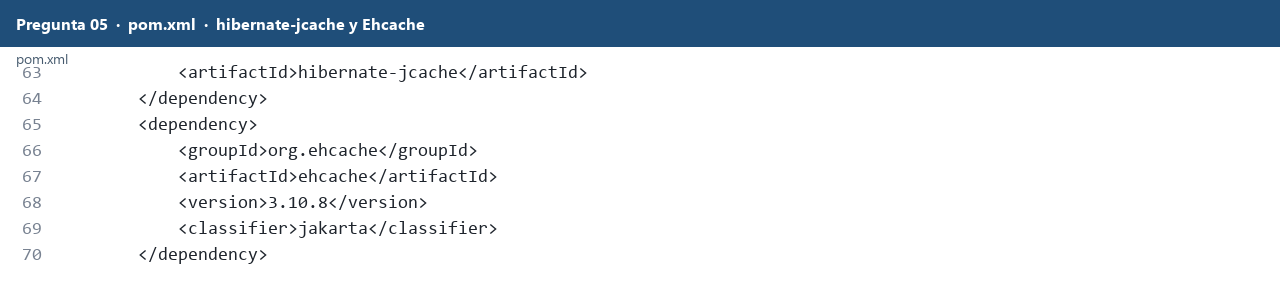 Pregunta 05 · pom.xml · hibernate-jcache y Ehcache
pom.xml
63 <artifactId>hibernate-jcache</artifactId>
64 </dependency>
65 <dependency>
66 <groupId>org.ehcache</groupId>
67 <artifactId>ehcache</artifactId>
68 <version>3.10.8</version>
69 <classifier>jakarta</classifier>
70 </dependency>